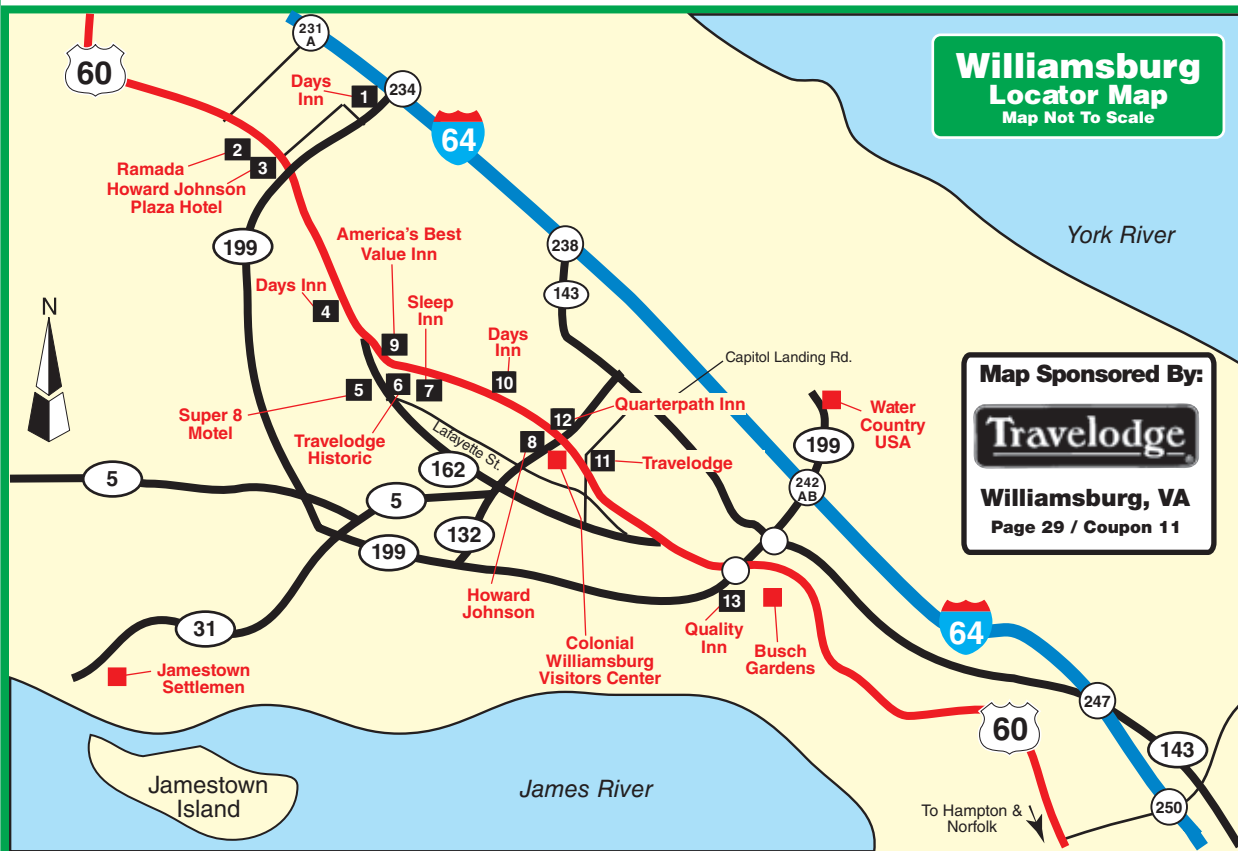 231
A
60
Williamsburg
Locator Map
Map Not To Scale
Days
Inn
1
234
64
2
Ramada
3
Howard Johnson
Plaza Hotel
199
America's Best
Value Inn
238
York River
143
Days Inn
4
Sleep
Inn
N
9
Days
Inn
10
Capitol Landing Rd.
5
6
7
Super 8
Motel
Travelodge
Historic
Lafayette St.
12
Quarterpath Inn
8
11
Travelodge
Water
Country
USA
199
Map Sponsored By:
Travelodge
Williamsburg, VA
Page 29 / Coupon 11
162
242
AB
5
5
132
199
Howard
Johnson
Colonial
Williamsburg
Visitors Center
13
Quality
Inn
Busch
Gardens
64
31
Jamestown
Settlemen
247
60
143
Jamestown
Island
James River
To Hampton &
Norfolk
250